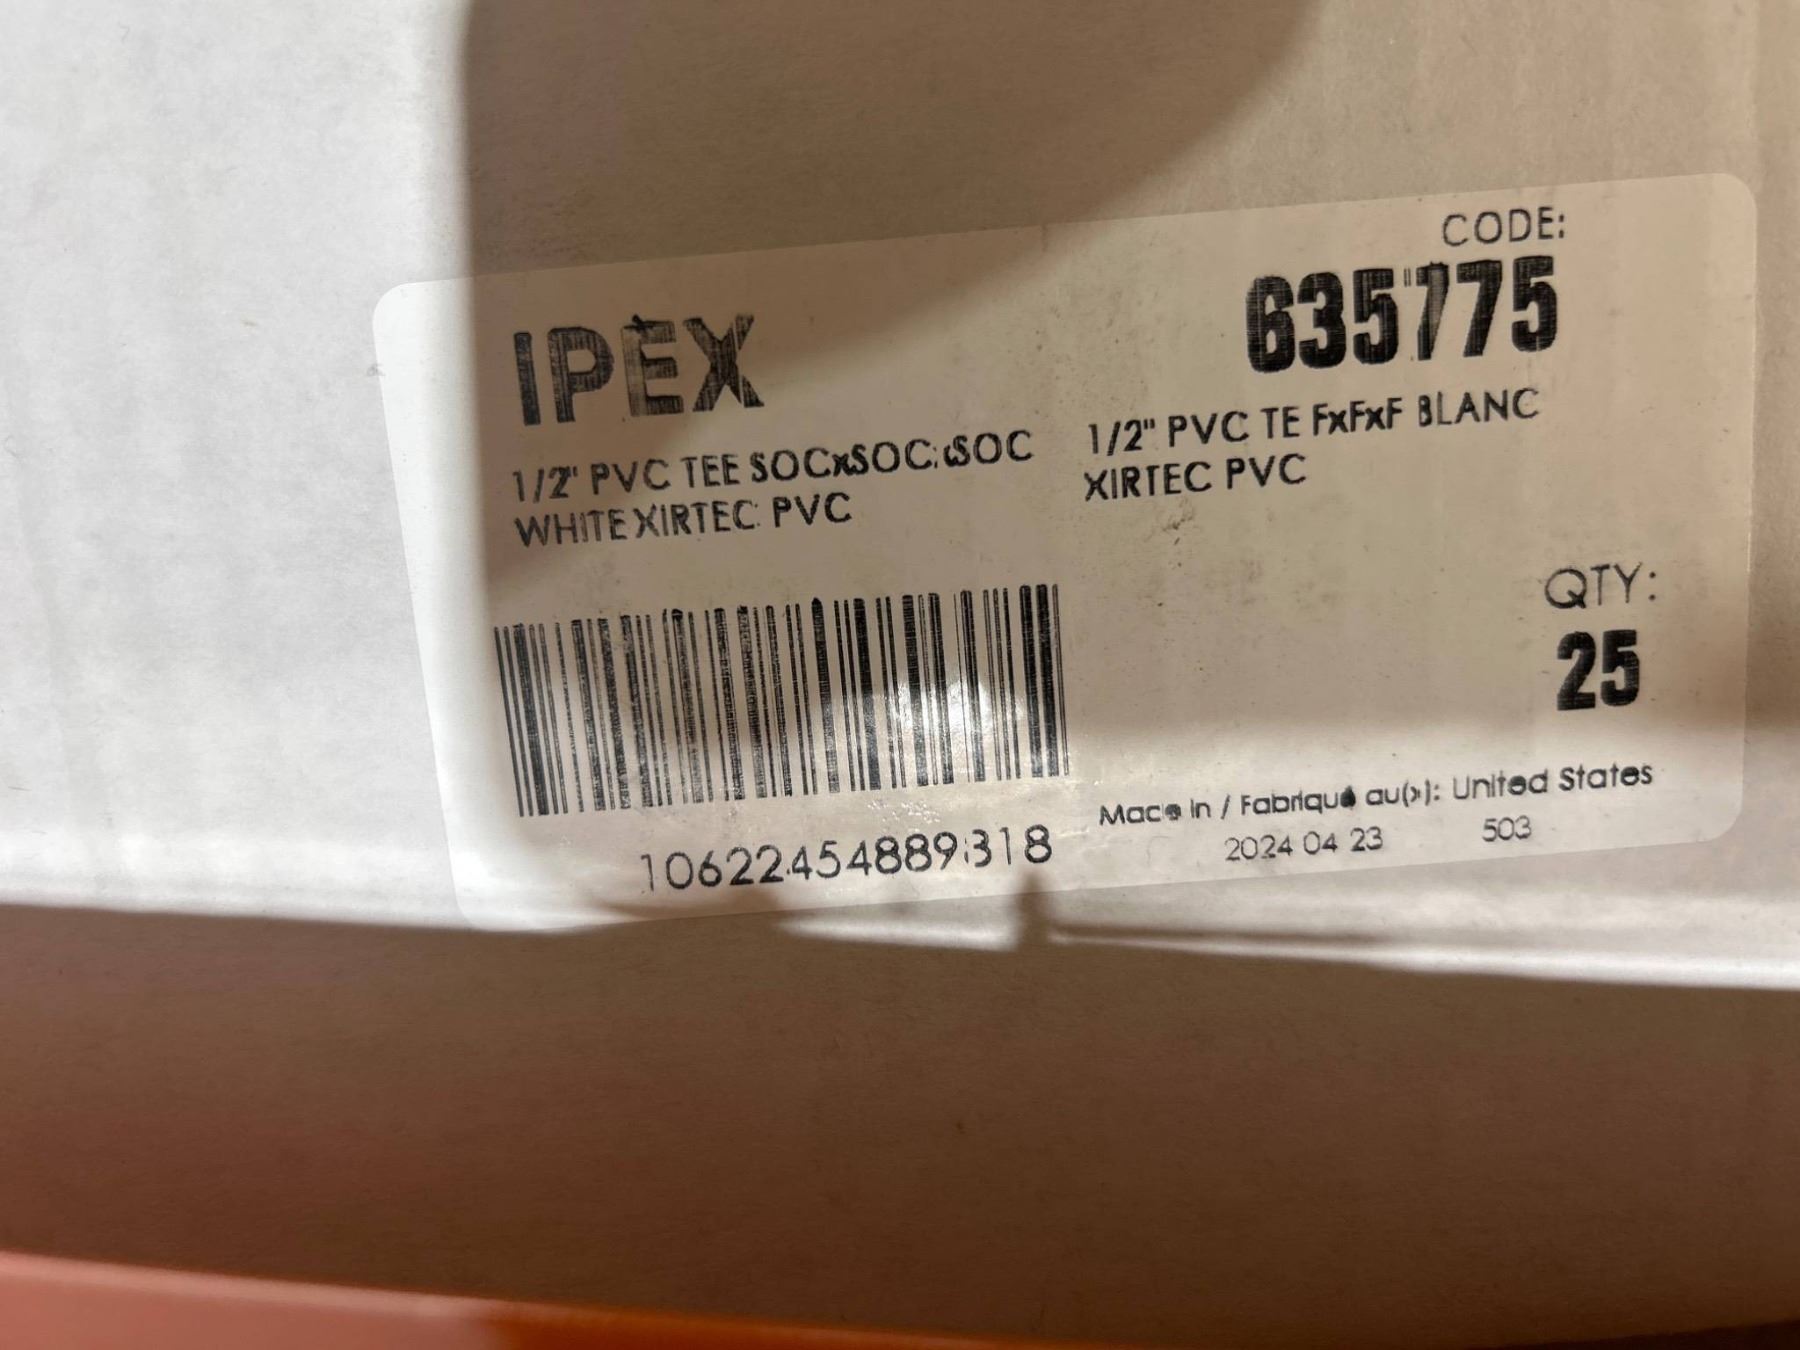 IPEX
CODE:
635775
1/2" PVC TEE SOCxSOCxSOC
WHITE XIRTEC PVC
1/2" PVC TE FxFxF BLANC
XIRTEC PVC
QTY:
25
10622454889318
Made In / Fabriqué au(x): United States
2024 04 23 503